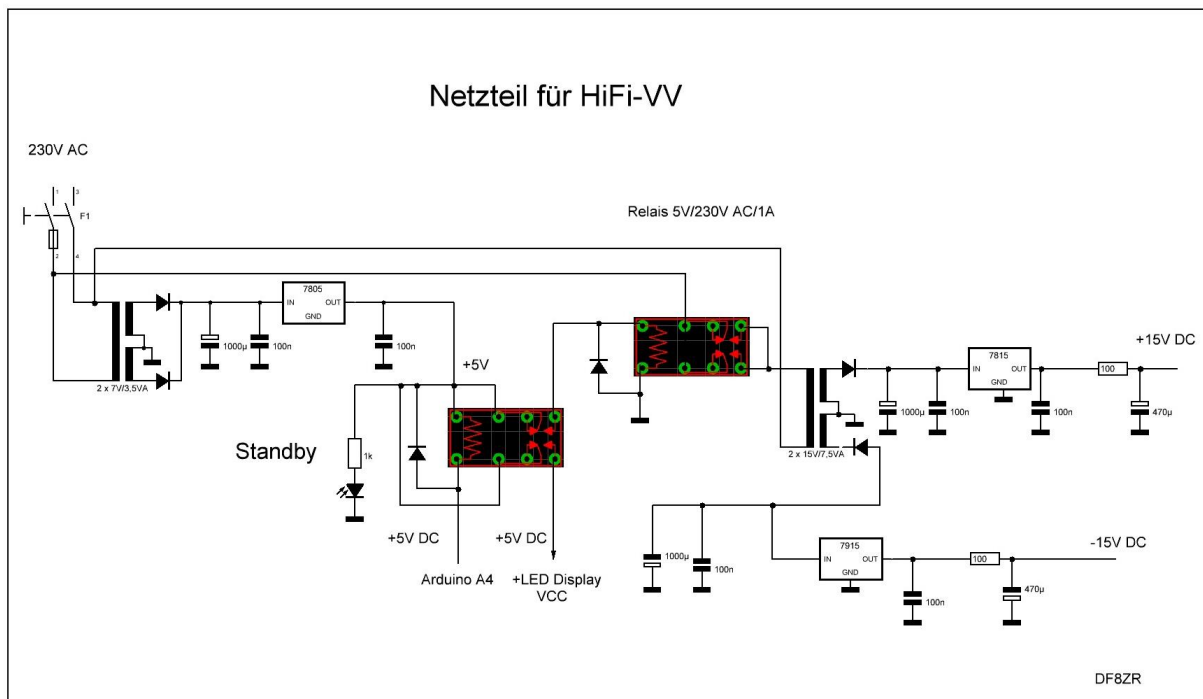 Netzteil für HiFi-VV
230V AC
1
3
F1
2
4
Relais 5V/230V AC/1A
7805
IN
OUT
GND
1000µ
100n
100n
2 x 7V/3,5VA
+5V
Standby
1k
+5V DC
+5V DC
Arduino A4
+LED Display
VCC
7815
IN
OUT
GND
1000µ
100n
100n
100
470µ
+15V DC
2 x 15V/7,5VA
1000µ
100n
7915
IN
OUT
GND
100n
100
470µ
-15V DC
DF8ZR